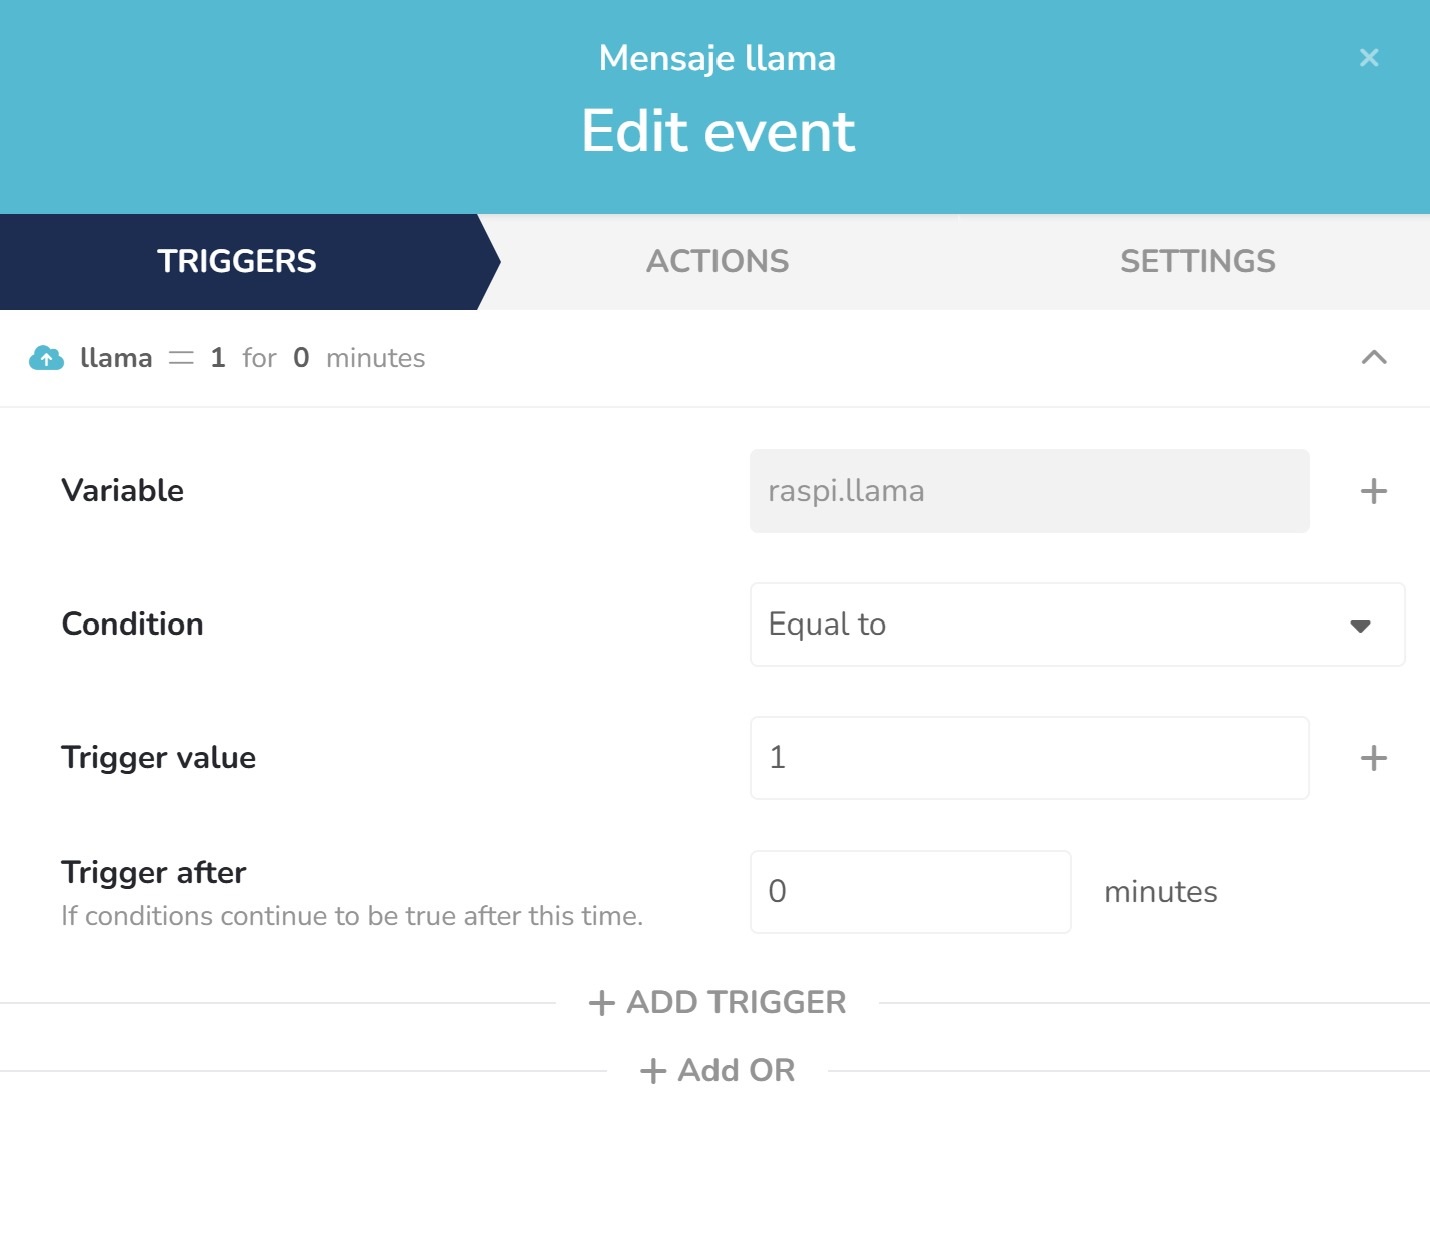 Mensaje llama
Edit event
TRIGGERS ACTIONS SETTINGS
llama = 1 for 0 minutes
Variable raspi.llama
Condition Equal to
Trigger value 1
Trigger after
If conditions continue to be true after this time.
0 minutes
+ ADD TRIGGER
+ Add OR